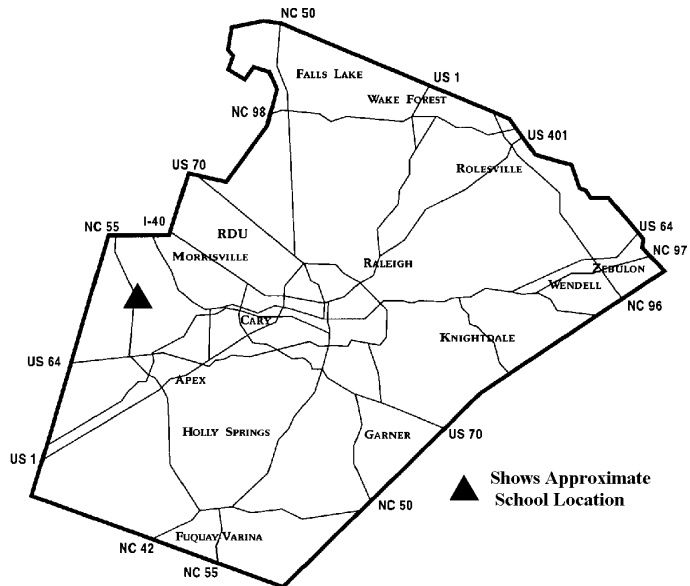 NC 50
FALLS LAKE
US 1
WAKE FOREST
NC 98
US 401
ROLESVILLE
US 70
NC 55
I-40
RDU
US 64
MORRISVILLE
NC 97
RALEIGH
ZEBULON
WENDELL
NC 96
CARY
KNIGHTDALE
US 64
APEX
HOLLY SPRINGS
GARNER
US 70
US 1
Shows Approximate
School Location
NC 50
FUQUAY VARINA
NC 42
NC 55